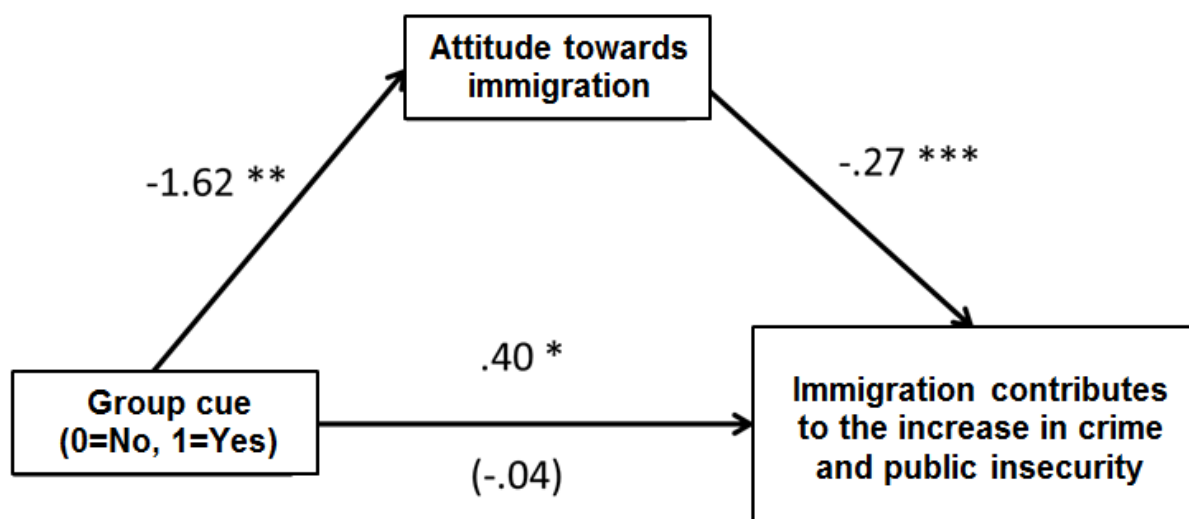 Attitude towards
immigration
-1.62 **
-.27 ***
.40 *
Group cue
(0=No, 1=Yes)
(-.04)
Immigration contributes
to the increase in crime
and public insecurity